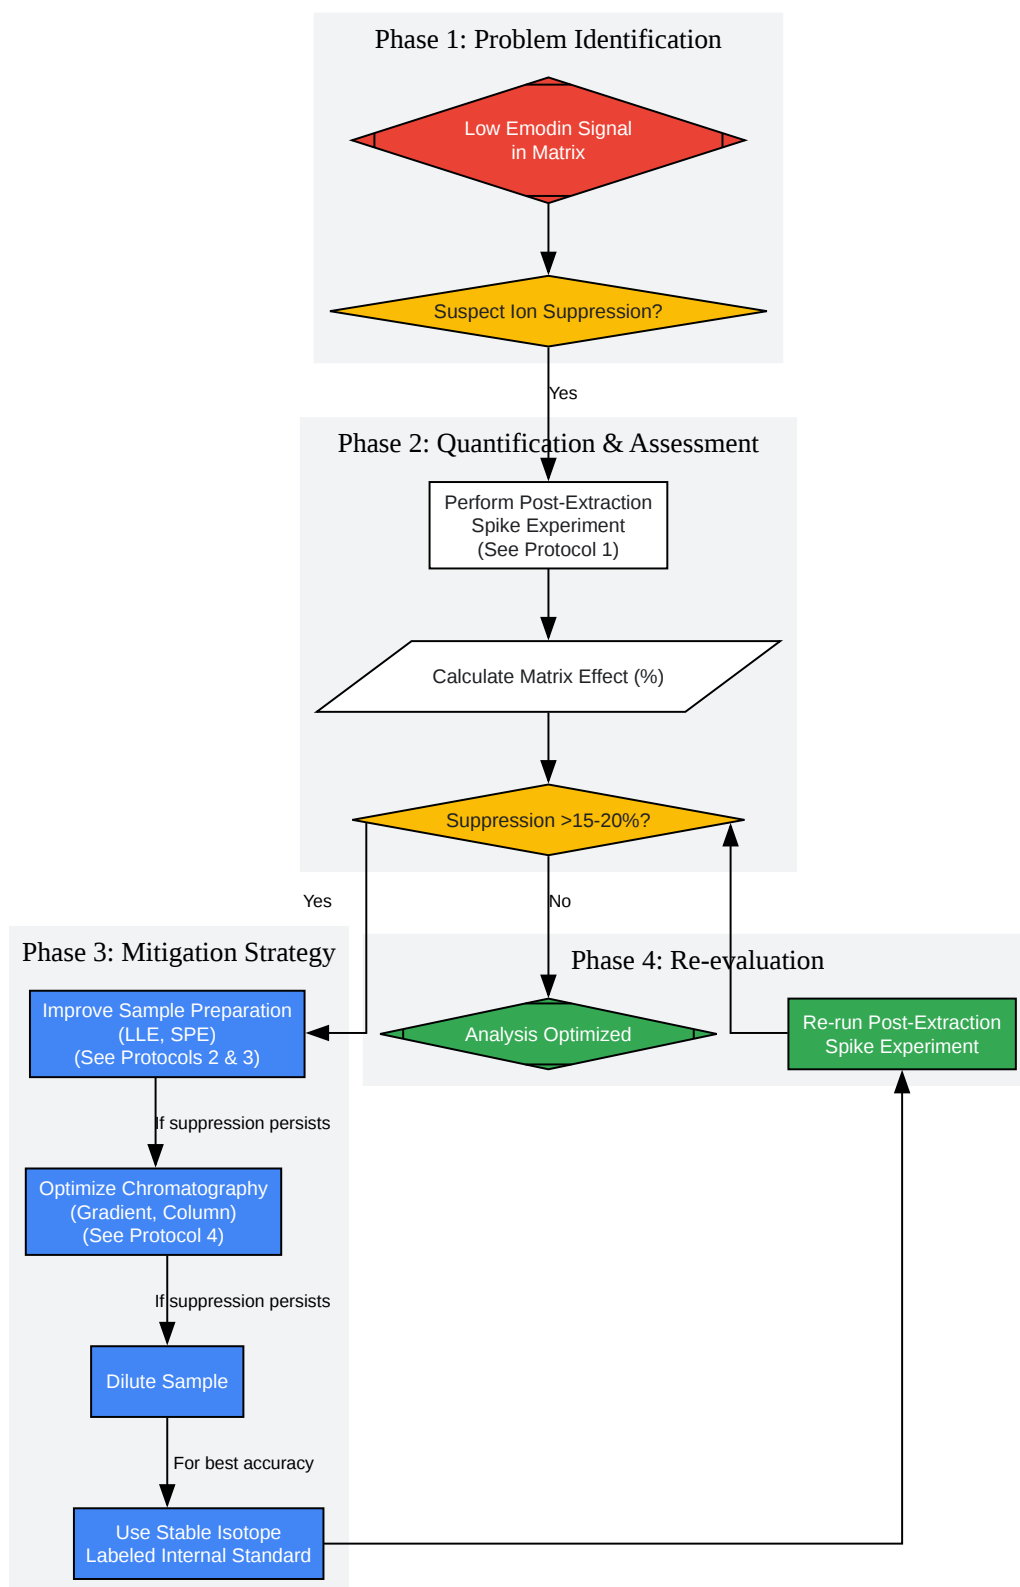 Phase 1: Problem Identification
Low Emodin Signal
in Matrix
Suspect Ion Suppression?
Yes
Phase 2: Quantification & Assessment
Perform Post-Extraction
Spike Experiment
(See Protocol 1)
Calculate Matrix Effect (%)
Suppression >15-20%?
Yes
No
Phase 3: Mitigation Strategy
Improve Sample Preparation
(LLE, SPE)
(See Protocols 2 & 3)
If suppression persists
Optimize Chromatography
(Gradient, Column)
(See Protocol 4)
If suppression persists
Dilute Sample
For best accuracy
Use Stable Isotope
Labeled Internal Standard
Phase 4: Re-evaluation
Analysis Optimized
Re-run Post-Extraction
Spike Experiment